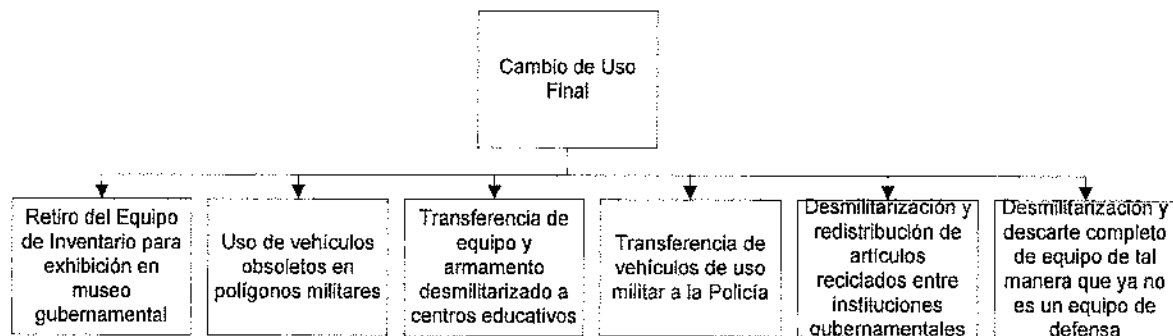 Cambio de Uso
Final
Retiro del Equipo
de Inventario para
exhibición en
museo
gubernamental
Uso de vehículos
obsoletos en
polígonos militares
Transferencia de
equipo y
armamento
desmilitarizado a
centros educativos
Transferencia de
vehículos de uso
militar a la Policía
Desmilitarización y
redistribución de
artículos
reciclados entre
instituciones
gubernamentales
Desmilitarización y
descarte completo
de equipo de tal
manera que ya no
es un equipo de
defensa